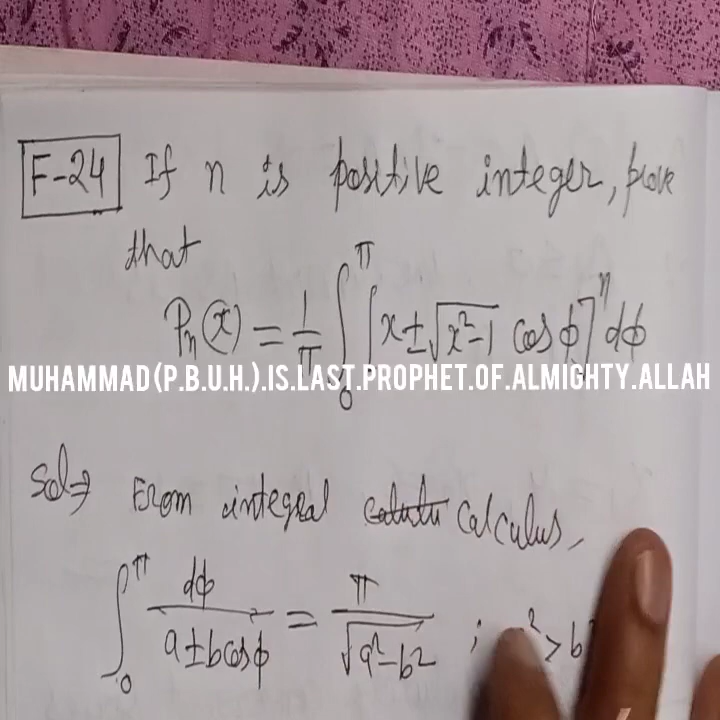 F-24 If n is positive integer, prove
that
Pn(x) = 1/π ∫₀^π [x ± √(x²-1) cos φ]^n dφ
MUHAMMAD(P.B.U.H.).IS.LAST.PROPHET.OF.ALMIGHTY.ALLAH
Sol⇒ From integral calculus,
∫₀^π dφ/(a ± b cos φ) = π/√(a²-b²) ;